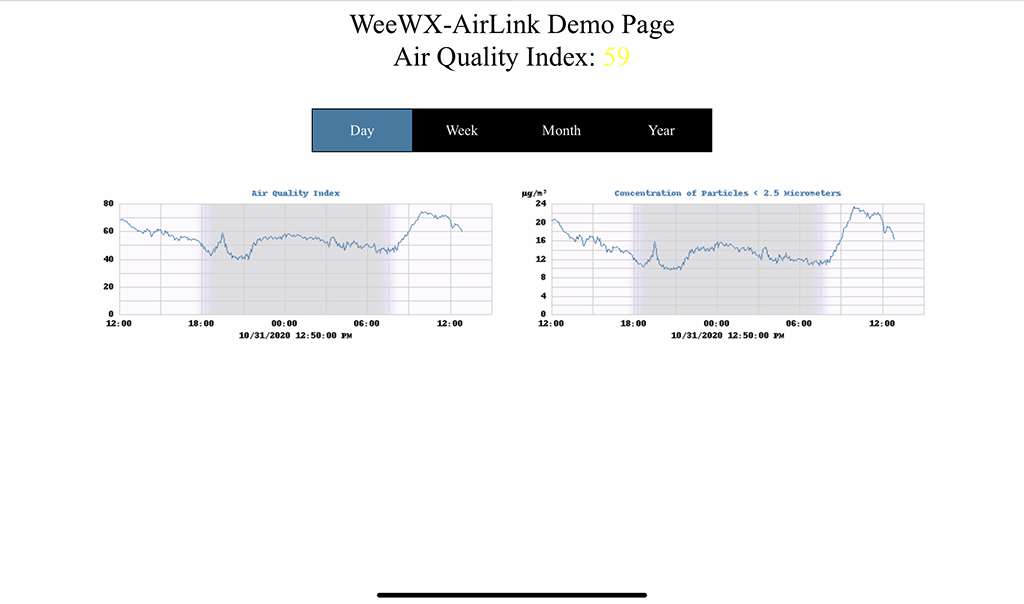 WeeWX-AirLink Demo Page
Air Quality Index: 59
Day Week Month Year
Air Quality Index
80
60
40
20
0
12:00 18:00 00:00 06:00 12:00
10/31/2020 12:50:00 PM
µg/m³ Concentration of Particles < 2.5 Micrometers
24
20
16
12
8
4
0
12:00 18:00 00:00 06:00 12:00
10/31/2020 12:50:00 PM